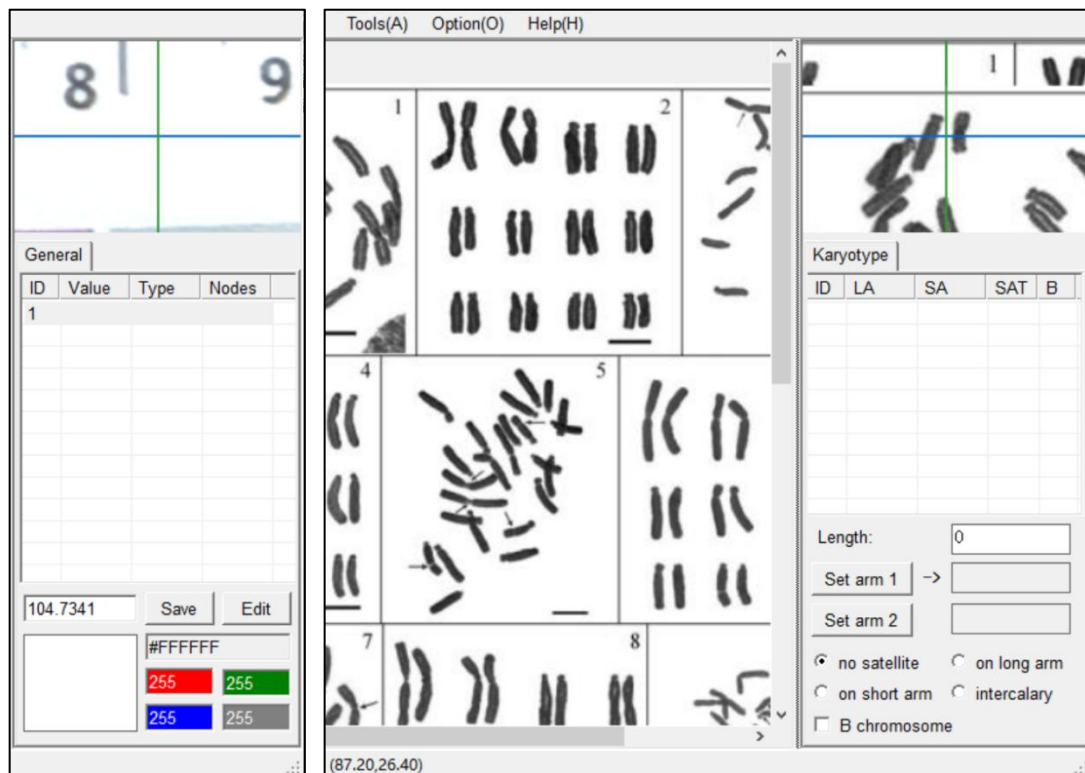 8 9
General
ID Value Type Nodes
1
104.7341 Save Edit
#FFFFFF
255 255
255 255
Tools(A) Option(O) Help(H)
1 2
4 5
7 8
(87.20,26.40)
1
Karyotype
ID LA SA SAT B
Length: 0
Set arm 1 ->
Set arm 2
no satellite on long arm
on short arm intercalary
B chromosome